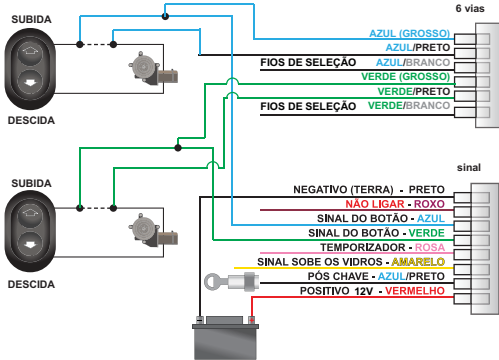 SUBIDA
DESCIDA
6 vias
AZUL (GROSSO)
AZUL/PRETO
FIOS DE SELEÇÃO AZUL/BRANCO
VERDE (GROSSO)
VERDE/PRETO
FIOS DE SELEÇÃO VERDE/BRANCO
SUBIDA
DESCIDA
sinal
NEGATIVO (TERRA) - PRETO
NÃO LIGAR - ROXO
SINAL DO BOTÃO - AZUL
SINAL DO BOTÃO - VERDE
TEMPORIZADOR - ROSA
SINAL SOBE OS VIDROS - AMARELO
PÓS CHAVE - AZUL/PRETO
POSITIVO 12V - VERMELHO
- +